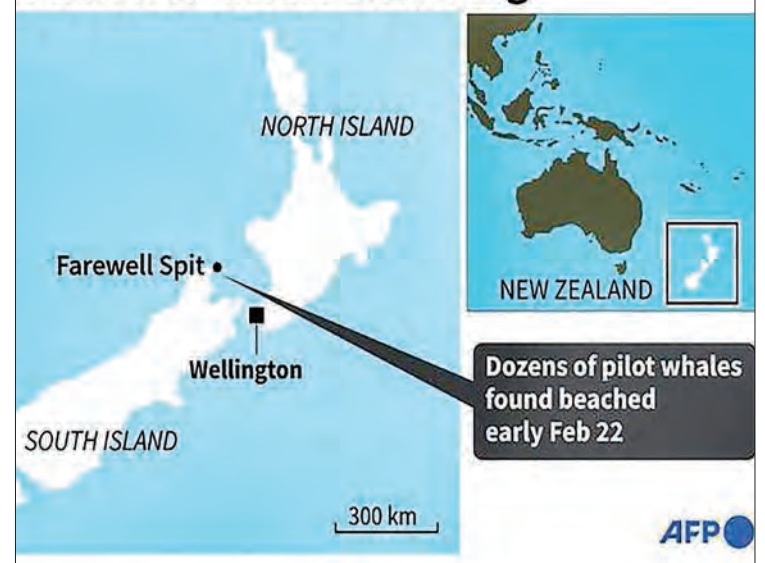 NORTH ISLAND
Farewell Spit
Wellington
SOUTH ISLAND
300 km
NEW ZEALAND
Dozens of pilot whales
found beached
early Feb 22
AFP